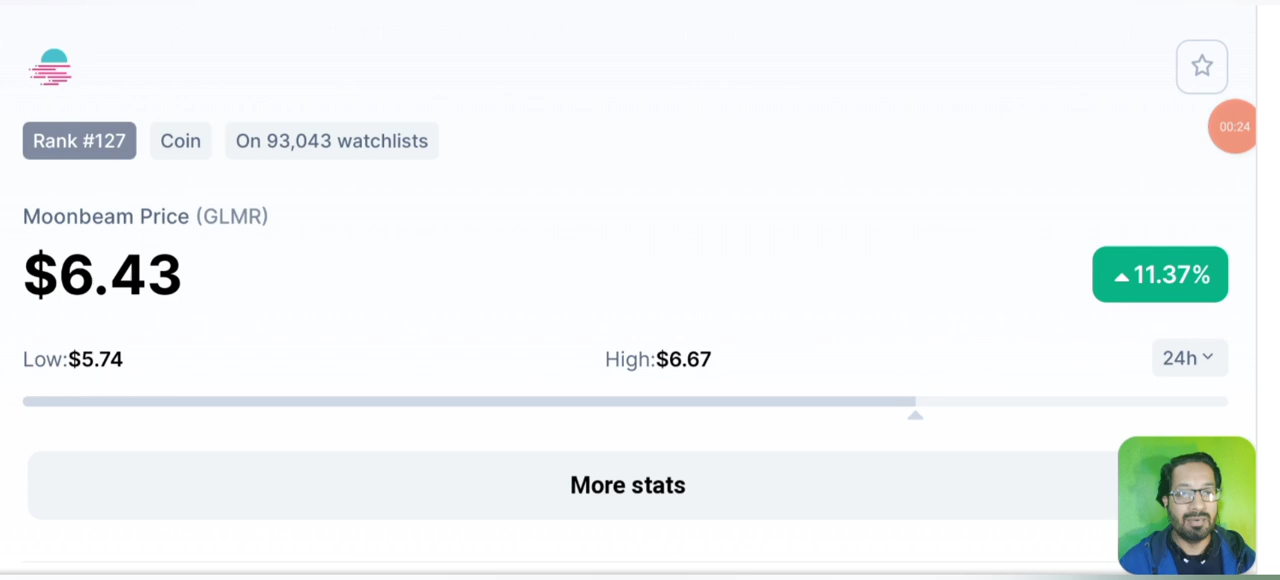 Rank #127 Coin On 93,043 watchlists
00:24
Moonbeam Price (GLMR)
$6.43 11.37%
Low:$5.74 High:$6.67 24h
More stats